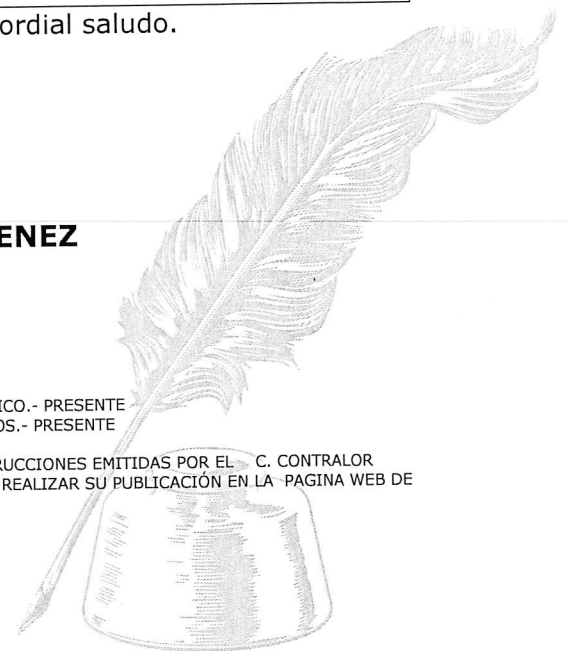 ordial saludo.
ENEZ
ICO.- PRESENTE
OS.- PRESENTE
RUCCIONES EMITIDAS POR EL C. CONTRALOR
REALIZAR SU PUBLICACIÓN EN LA PAGINA WEB DE